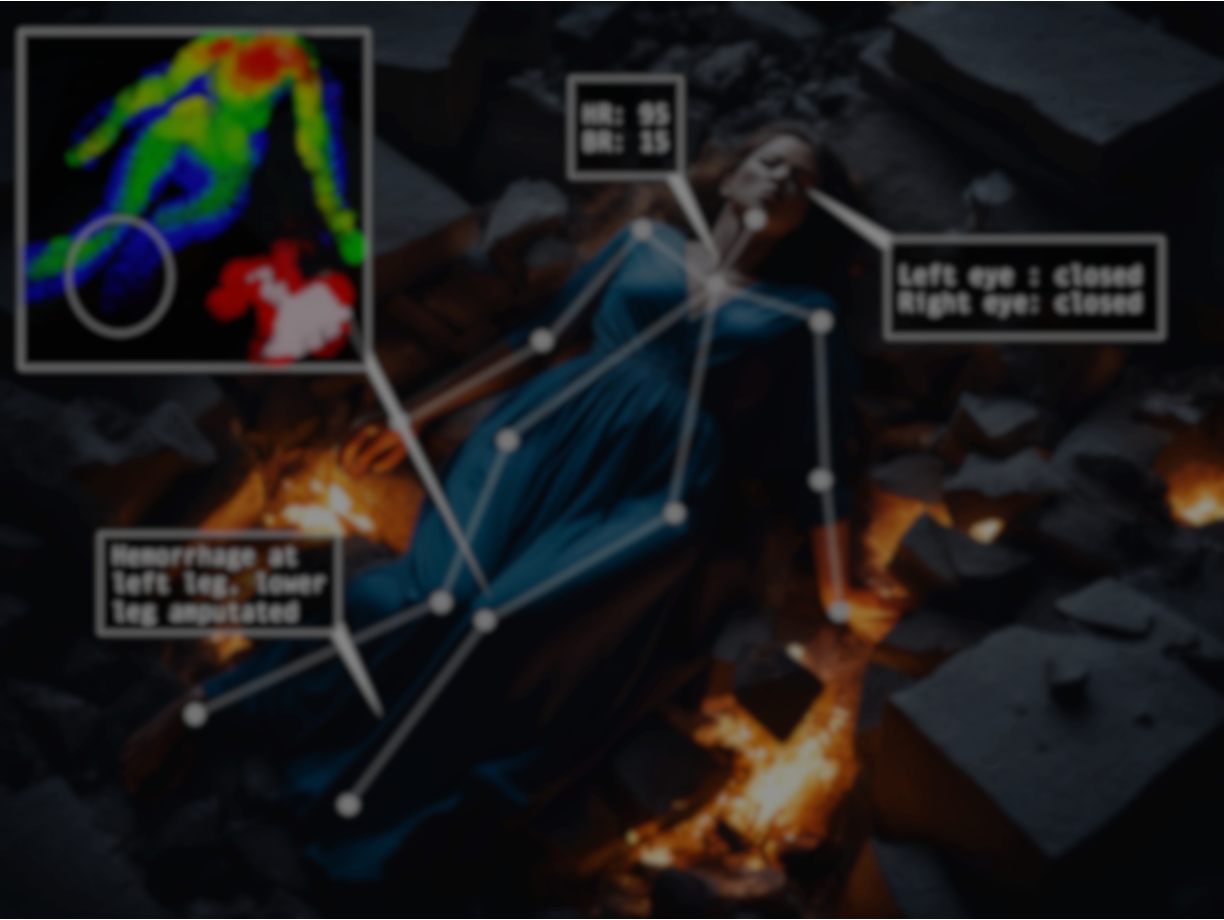 HR: 95
BR: 15
Left eye : closed
Right eye: closed
Hemorrhage at
left leg, lower
leg amputated